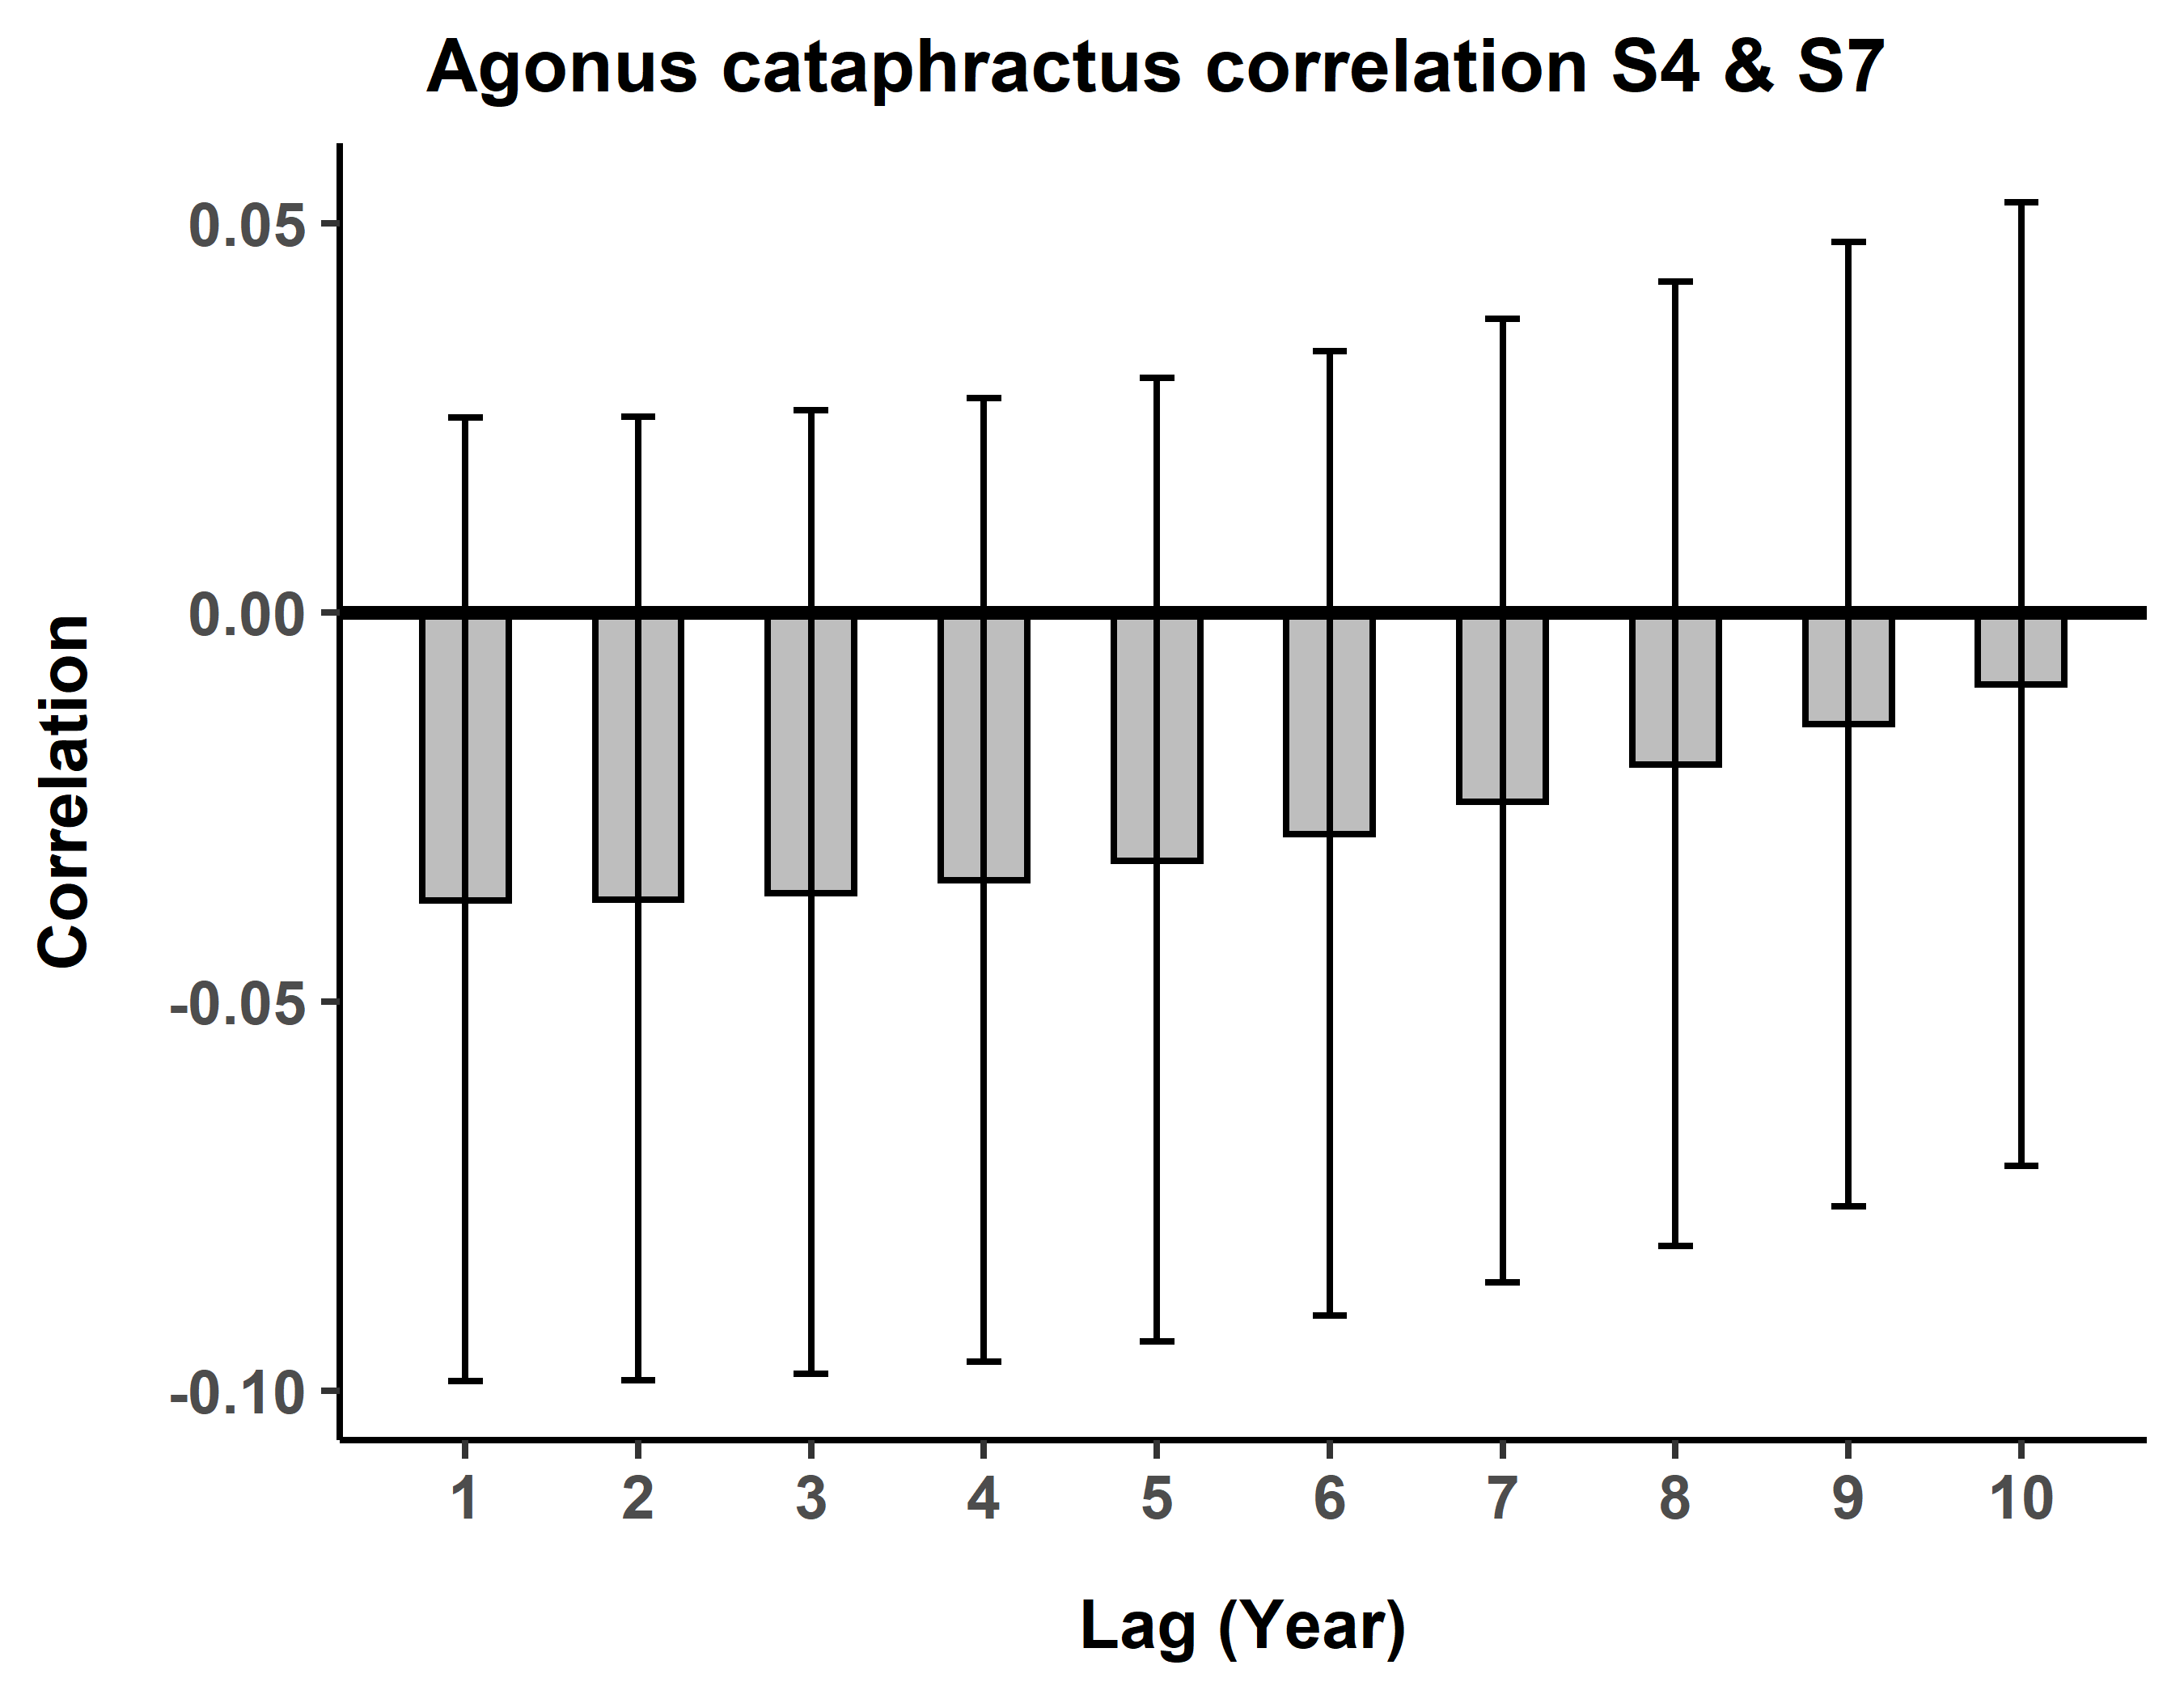 Agonus cataphractus correlation S4 & S7
0.05
0.00
-0.05
-0.10
Correlation
1 2 3 4 5 6 7 8 9 10
Lag (Year)